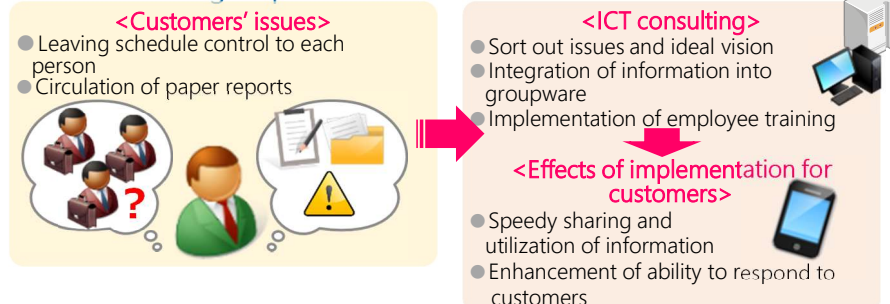 <Customers' issues>
● Leaving schedule control to each
person
● Circulation of paper reports
?
<ICT consulting>
● Sort out issues and ideal vision
● Integration of information into
groupware
● Implementation of employee training
<Effects of implementation for
customers>
● Speedy sharing and
utilization of information
● Enhancement of ability to respond to
customers